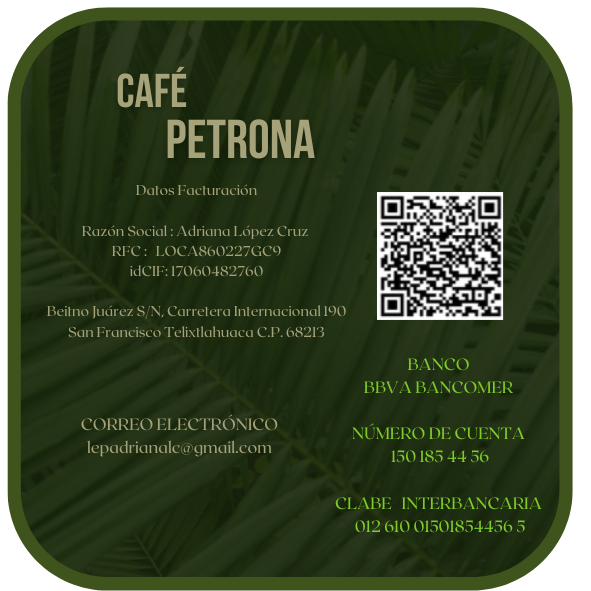 CAFÉ
PETRONA
Datos Facturación
Razón Social : Adriana López Cruz
RFC : LOCA860227GC9
idCIF: 17060482760
Beitno Juárez S/N, Carretera Internacional 190
San Francisco Telixtlahuaca C.P. 68213
CORREO ELECTRÓNICO
lepadrianalc@gmail.com
BANCO
BBVA BANCOMER
NÚMERO DE CUENTA
150 185 44 56
CLABE INTERBANCARIA
012 610 01501854456 5